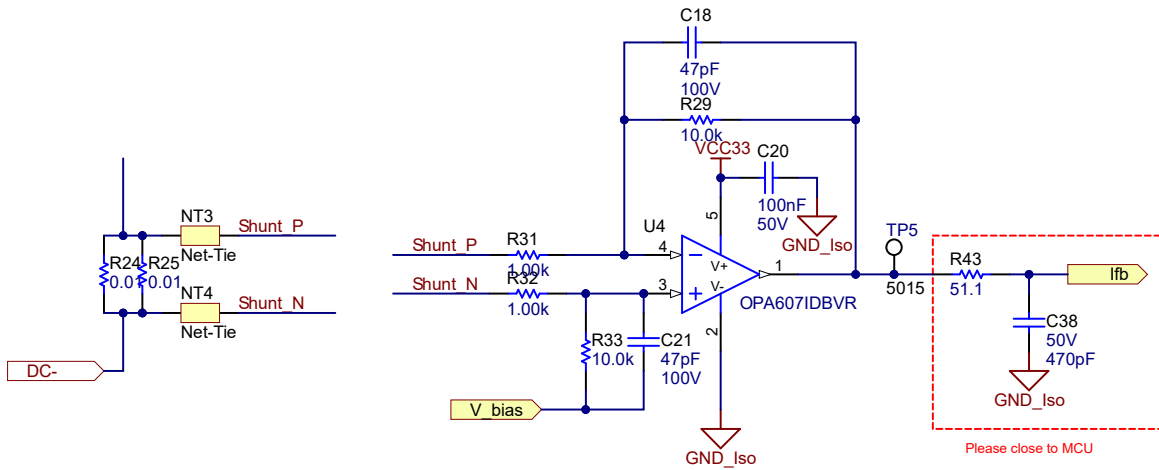 C18
47pF
100V
R29
10.0k
VCC33
C20
100nF
50V
GND_Iso
NT3
Shunt_P
Net-Tie
R24
0.01
R25
0.01
NT4
Shunt_N
Net-Tie
DC-
Shunt_P
R31
1.00k
Shunt_N
R32
1.00k
R33
10.0k
C21
47pF
100V
V_bias
U4
5
4
V+
3
V-
2
1
OPA607IDBVR
GND_Iso
TP5
5015
R43
51.1
Ifb
C38
50V
470pF
GND_Iso
Please close to MCU